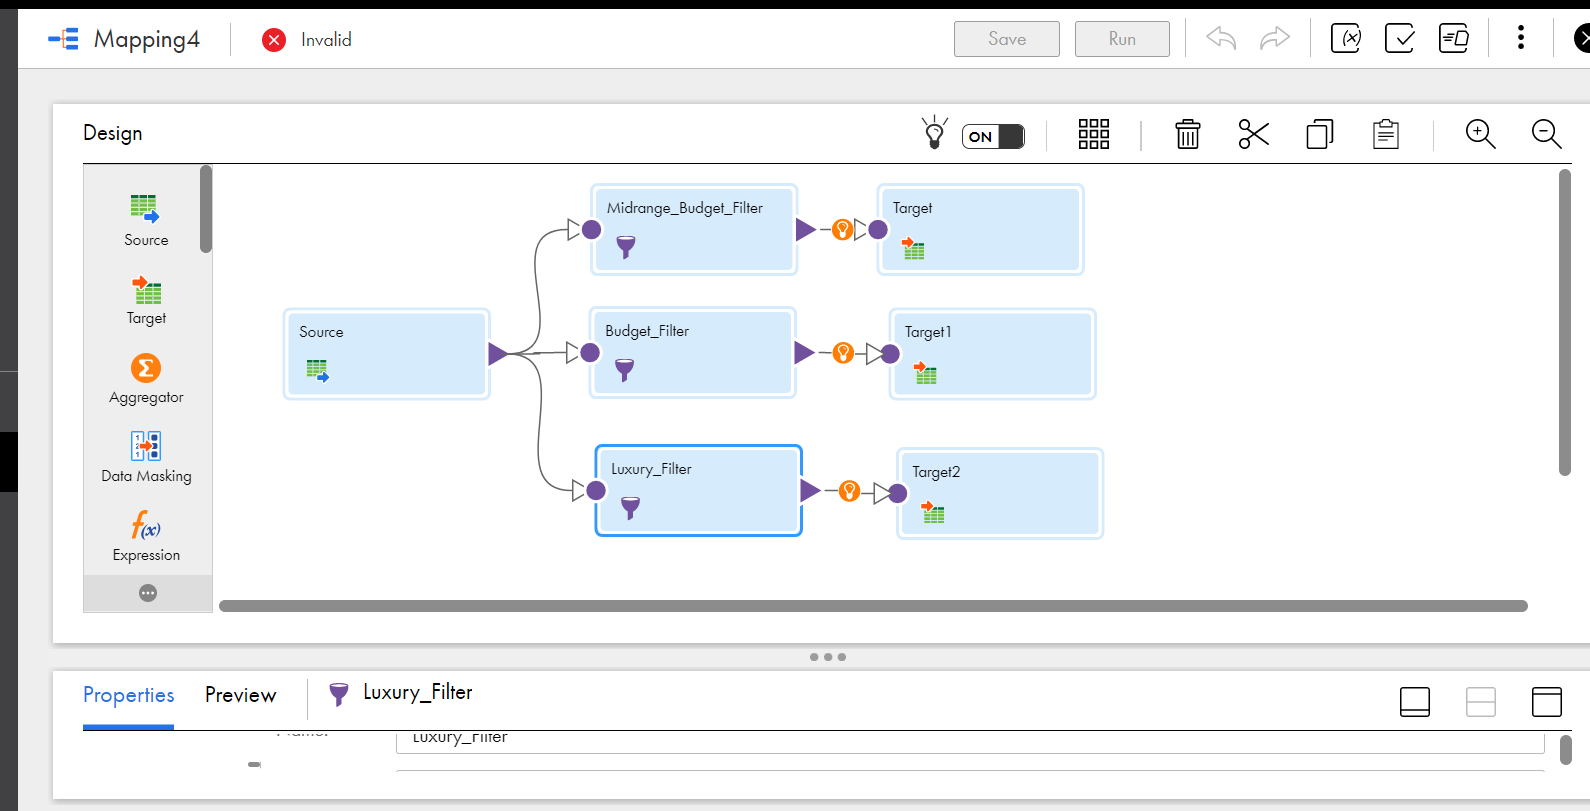 Mapping4
Invalid
Save
Run
Design
ON
Source
Target
Aggregator
Data Masking
Expression
Source
Midrange_Budget_Filter
Target
Budget_Filter
Target1
Luxury_Filter
Target2
Properties
Preview
Luxury_Filter
Name:
Luxury_Filter